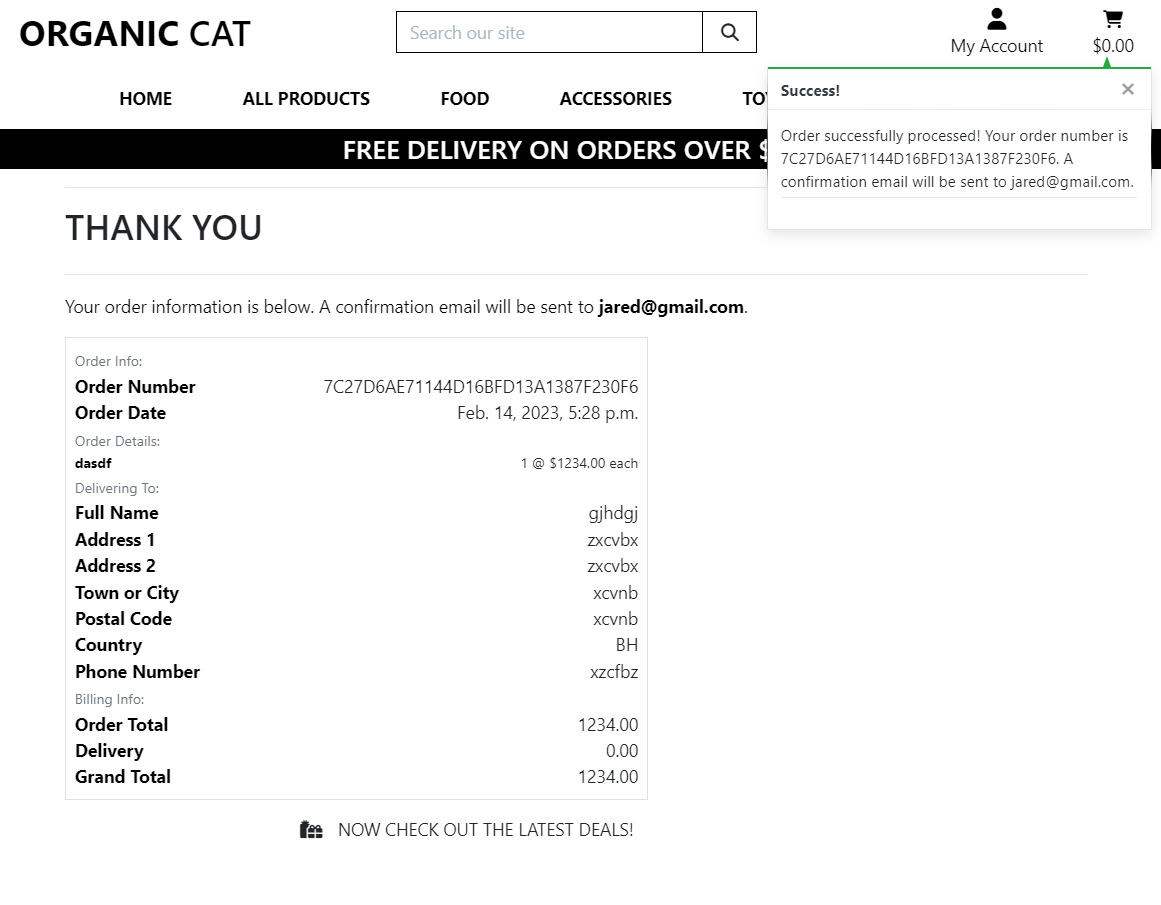 ORGANIC CAT
Search our site
My Account
$0.00
HOME ALL PRODUCTS FOOD ACCESSORIES
FREE DELIVERY ON ORDERS OVER
Success! ×
Order successfully processed! Your order number is
7C27D6AE71144D16BFD13A1387F230F6. A
confirmation email will be sent to jared@gmail.com.
THANK YOU
Your order information is below. A confirmation email will be sent to jared@gmail.com.
Order Info:
Order Number 7C27D6AE71144D16BFD13A1387F230F6
Order Date Feb. 14, 2023, 5:28 p.m.
Order Details:
dasdf 1 @ $1234.00 each
Delivering To:
Full Name gjhdgj
Address 1 zxcvbx
Address 2 zxcvbx
Town or City xcvnb
Postal Code xcvnb
Country BH
Phone Number xzcfbz
Billing Info:
Order Total 1234.00
Delivery 0.00
Grand Total 1234.00
NOW CHECK OUT THE LATEST DEALS!